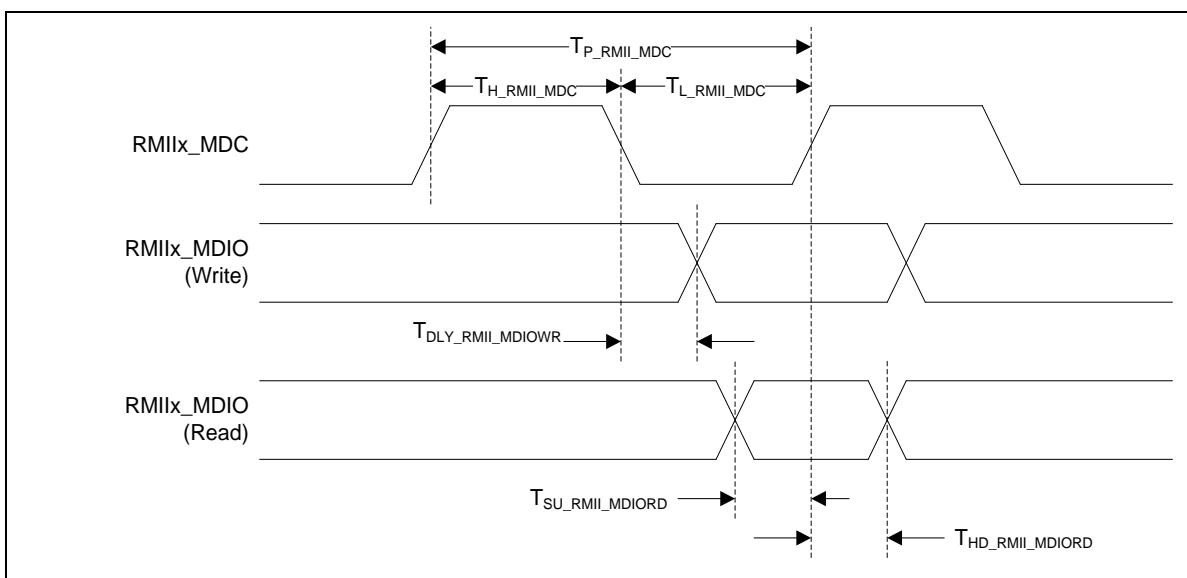 T_P_RMII_MDC
T_H_RMII_MDC T_L_RMII_MDC
RMIIx_MDC
RMIIx_MDIO
(Write)
T_DLY_RMII_MDIOWR
RMIIx_MDIO
(Read)
T_SU_RMII_MDIORD
T_HD_RMII_MDIORD